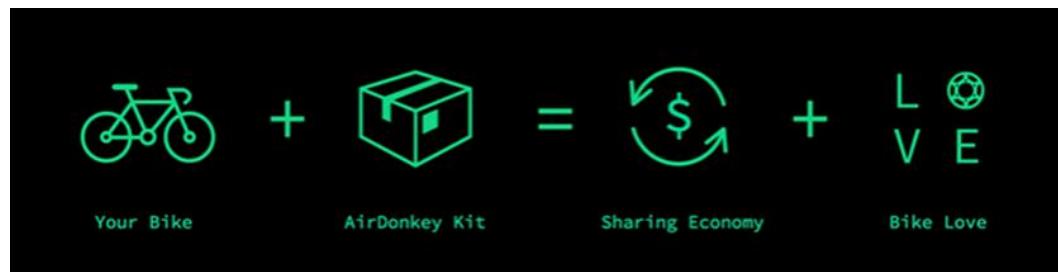 + = $ + L O
V E
Your Bike AirDonkey Kit Sharing Economy Bike Love